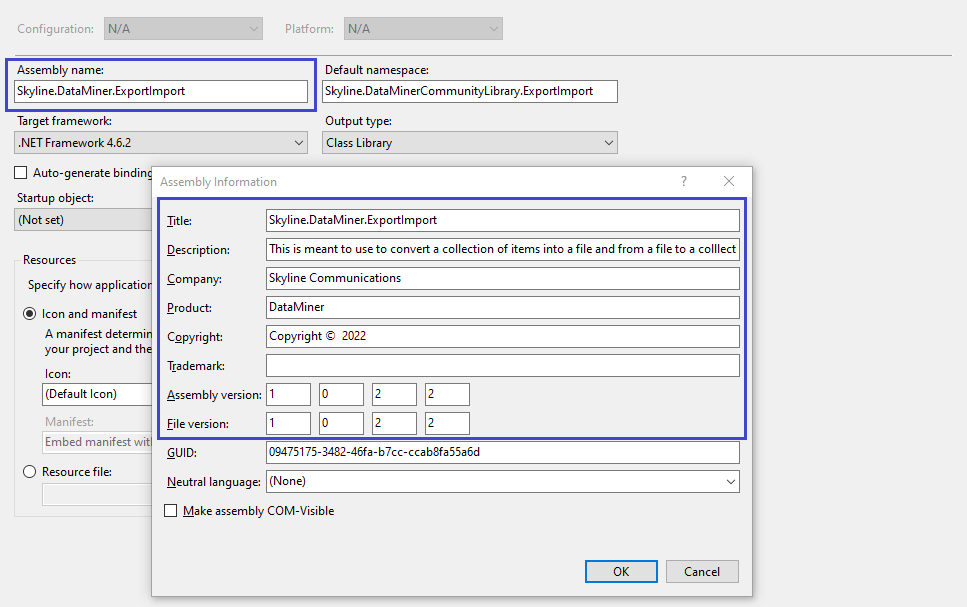 Configuration: N/A Platform: N/A
Assembly name: Default namespace:
Skyline.DataMiner.ExportImport Skyline.DataMinerCommunityLibrary.ExportImport
Target framework: Output type:
.NET Framework 4.6.2 Class Library
Auto-generate binding
Startup object:
(Not set)
Resources
Specify how application
Icon and manifest
A manifest determin
your project and the
Icon:
(Default Icon)
Manifest:
Embed manifest with
Resource file:
Assembly Information ?
Title: Skyline.DataMiner.ExportImport
Description: This is meant to use to convert a collection of items into a file and from a file to a colllect
Company: Skyline Communications
Product: DataMiner
Copyright: Copyright © 2022
Trademark:
Assembly version: 1 0 2 2
File version: 1 0 2 2
GUID: 09475175-3482-46fa-b7cc-ccab8fa55a6d
Neutral language: (None)
Make assembly COM-Visible
OK Cancel